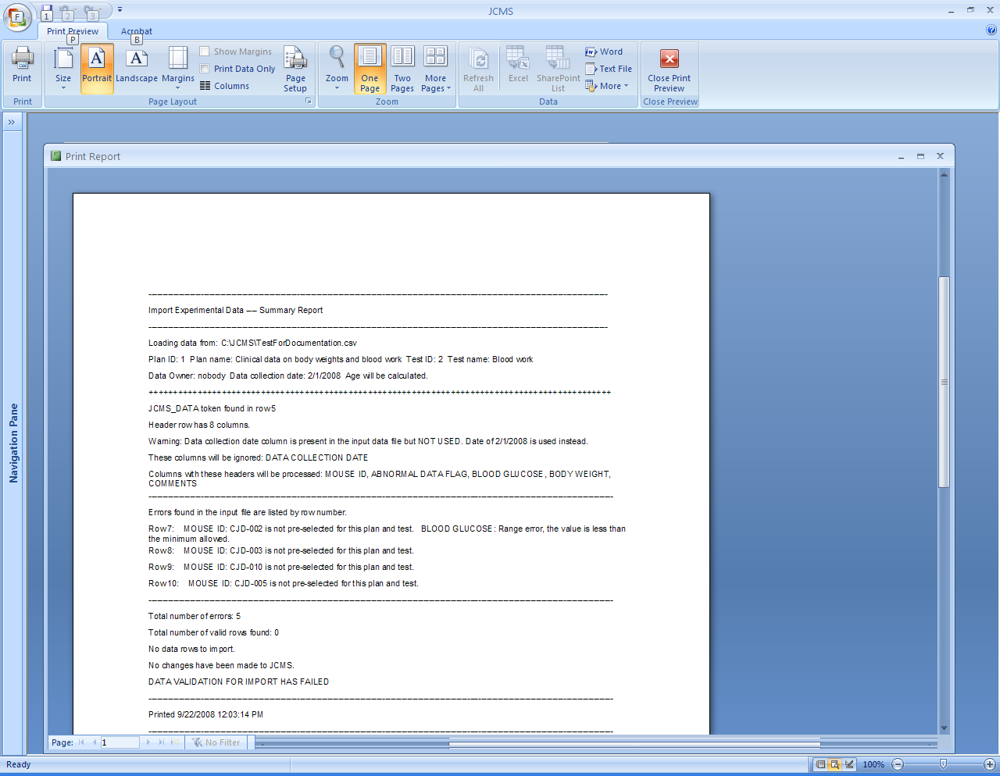 JCMS
F
1
2
3
Print Preview
Acrobat
P
B
Print
Size
Portrait
Landscape
Margins
Show Margins
Print Data Only
Columns
Page Setup
Zoom
One Page
Two Pages
More Pages
Refresh All
Excel
SharePoint List
Word
Text File
More
Close Print Preview
Print
Page Layout
Zoom
Data
Close Preview
»
Navigation Pane
Print Report
Import Experimental Data --- Summary Report
Loading data from: C:\JCMS\TestForDocumentation.csv
Plan ID: 1 Plan name: Clinical data on body weights and blood work Test ID: 2 Test name: Blood work
Data Owner: nobody Data collection date: 2/1/2008 Age will be calculated.
JCMS_DATA token found in row 5
Header row has 8 columns.
Warning: Data collection date column is present in the input data file but NOT USED. Date of 2/1/2008 is used instead.
These columns will be ignored: DATA COLLECTION DATE
Columns with these headers will be processed: MOUSE ID, ABNORMAL DATA FLAG, BLOOD GLUCOSE, BODY WEIGHT,
COMMENTS
Errors found in the input file are listed by row number.
Row 7: MOUSE ID: CJD-002 is not pre-selected for this plan and test. BLOOD GLUCOSE: Range error, the value is less than
the minimum allowed.
Row 8: MOUSE ID: CJD-003 is not pre-selected for this plan and test.
Row 9: MOUSE ID: CJD-010 is not pre-selected for this plan and test.
Row 10: MOUSE ID: CJD-005 is not pre-selected for this plan and test.
Total number of errors: 5
Total number of valid rows found: 0
No data rows to import.
No changes have been made to JCMS.
DATA VALIDATION FOR IMPORT HAS FAILED
Printed 9/22/2008 12:03:14 PM
Page: 1
No Filter
Ready
100%